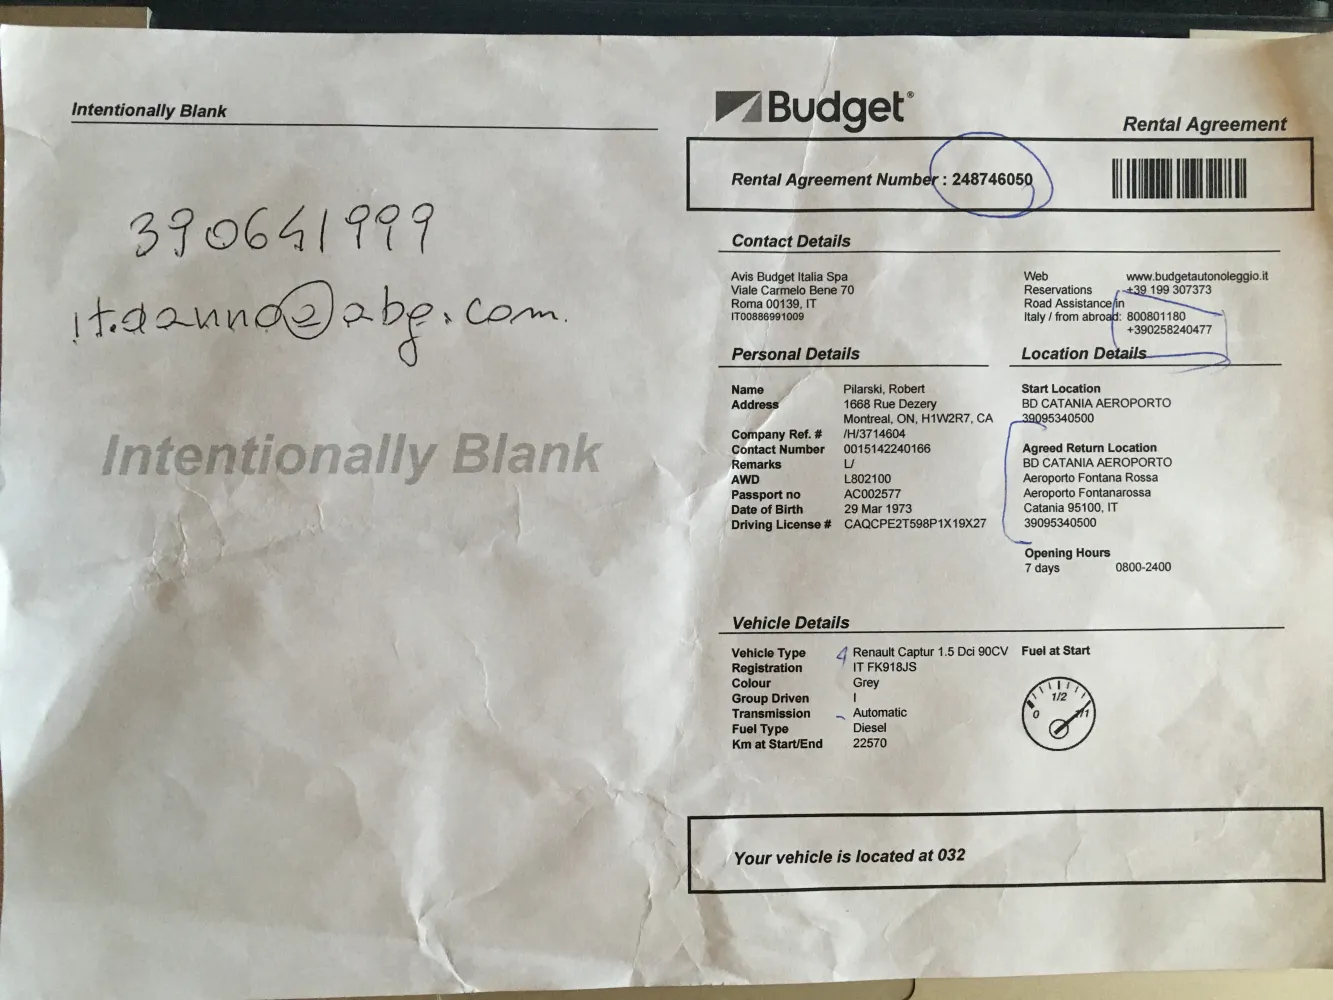 Intentionally Blank
390641999
it.danno@abg.com.
Intentionally Blank
Budget®
Rental Agreement
Rental Agreement Number : 248746050
Contact Details
Avis Budget Italia Spa
Viale Carmelo Bene 70
Roma 00139, IT
IT00886991009
Web www.budgetautonoleggio.it
Reservations +39 199 307373
Road Assistance in
Italy / from abroad: 800801180
+390258240477
Personal Details
Name Pilarski, Robert
Address 1668 Rue Dezery
Montreal, ON, H1W2R7, CA
Company Ref. # /H/3714604
Contact Number 0015142240166
Remarks L/
AWD L802100
Passport no AC002577
Date of Birth 29 Mar 1973
Driving License # CAQCPE2T598P1X19X27
Location Details
Start Location
BD CATANIA AEROPORTO
39095340500
Agreed Return Location
BD CATANIA AEROPORTO
Aeroporto Fontana Rossa
Aeroporto Fontanarossa
Catania 95100, IT
39095340500
Opening Hours
7 days 0800-2400
Vehicle Details
Vehicle Type Renault Captur 1.5 Dci 90CV
Registration IT FK918JS
Colour Grey
Group Driven I
Transmission Automatic
Fuel Type Diesel
Km at Start/End 22570
Fuel at Start
1/2
0 1/1
Your vehicle is located at 032